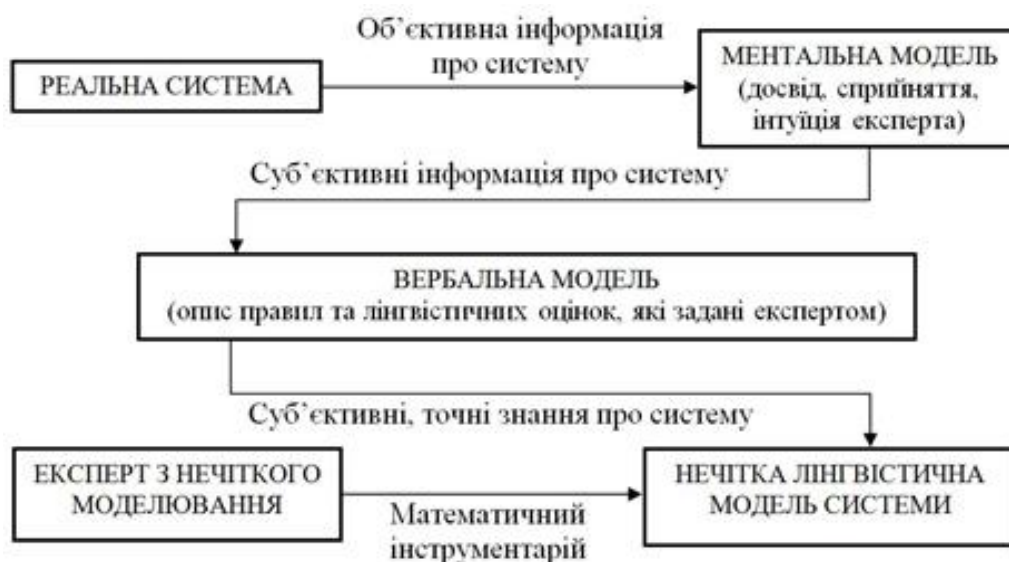 Об’єктивна інформація
про систему
РЕАЛЬНА СИСТЕМА
МЕНТАЛЬНА МОДЕЛЬ
(досвід, сприйняття,
інтуїція експерта)
Суб’єктивні інформація про систему
ВЕРБАЛЬНА МОДЕЛЬ
(опис правил та лінгвістичних оцінок, які задані експертом)
Суб’єктивні, точні знання про систему
ЕКСПЕРТ З НЕЧІТКОГО
МОДЕЛЮВАННЯ
Математичний
інструментарій
НЕЧІТКА ЛІНГВІСТИЧНА
МОДЕЛЬ СИСТЕМИ